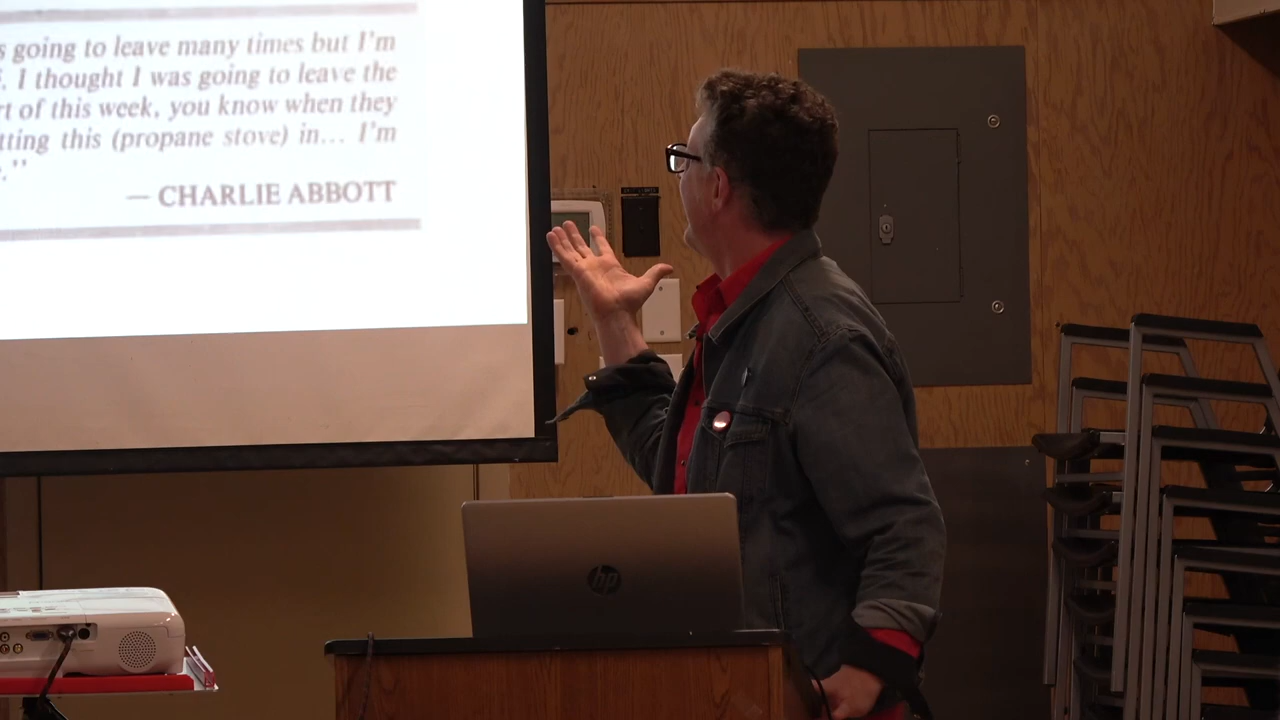 s going to leave many times but I'm
. I thought I was going to leave the
rt of this week, you know when they
tting this (propane stove) in... I'm
."
— CHARLIE ABBOTT
hp